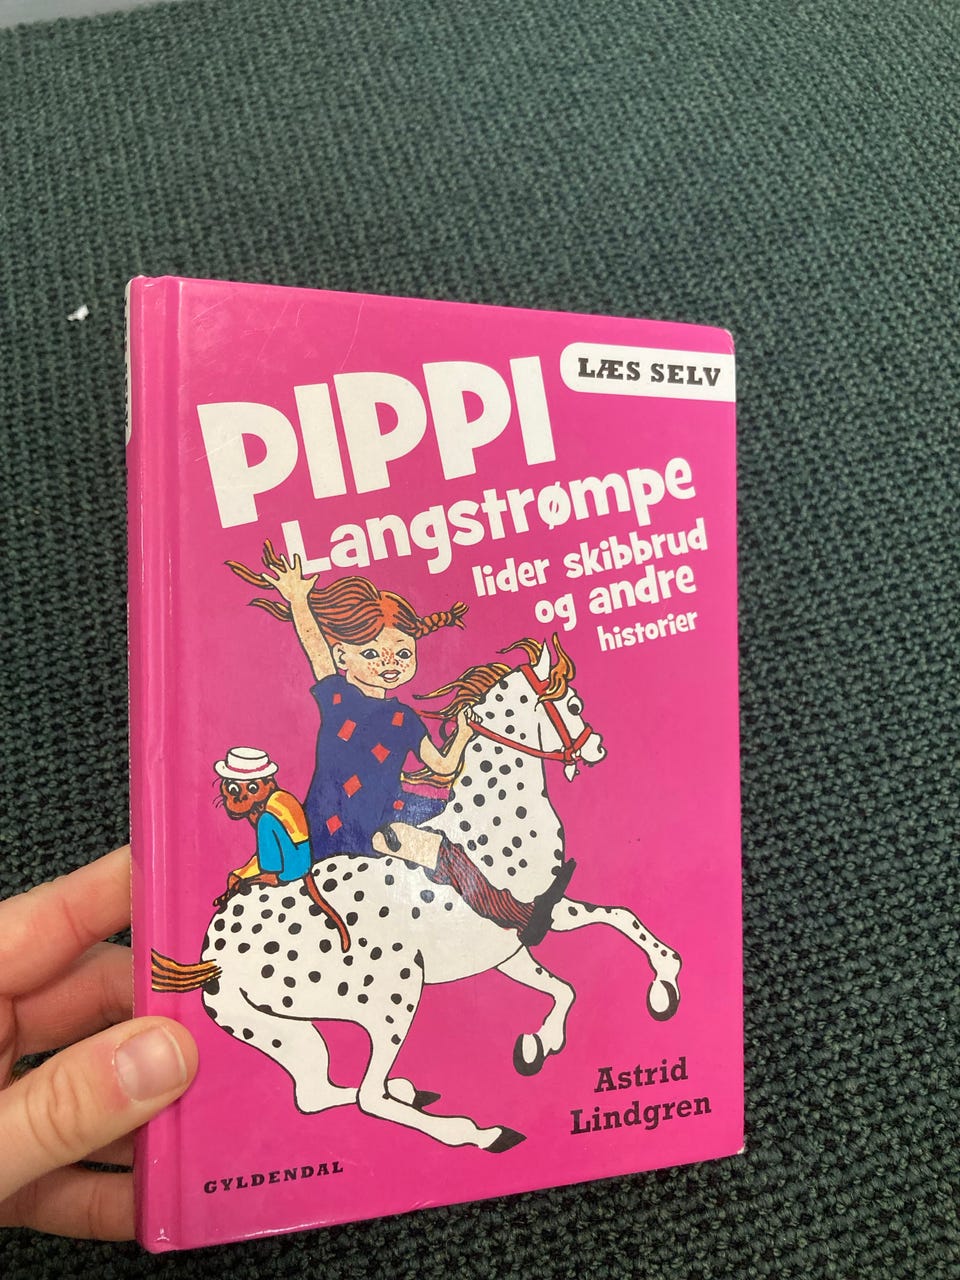 LÆS SELV
PIPPI
Langstrømpe
lider skibbrud
og andre
historier
Astrid
Lindgren
GYLDENDAL